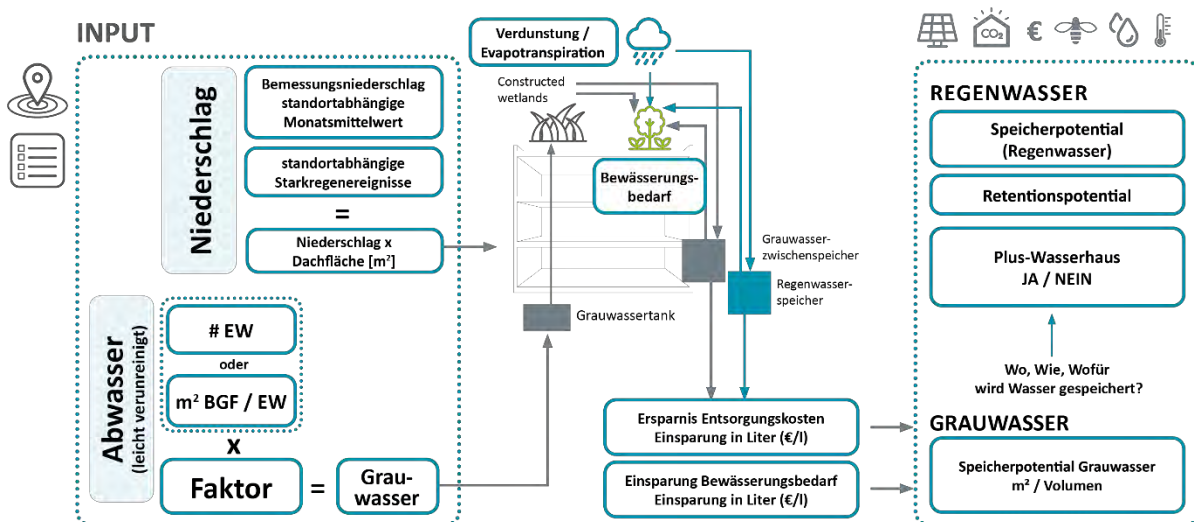 INPUT
Niederschlag
Bemessungsniederschlag
standortabhängige
Monatsmittelwert
standortabhängige
Starkregenereignisse
=
Niederschlag x
Dachfläche [m²]
Abwasser
(leicht verunreinigt)
# EW
oder
m² BGF / EW
x
Faktor
=
Grau-
wasser
Verdunstung /
Evapotranspiration
Constructed
wetlands
Bewässerungs-
bedarf
Grauwasser-
zwischenspeicher
Regenwasser-
speicher
Grauwassertank
Ersparnis Entsorgungskosten
Einsparung in Liter (€/l)
Einsparung Bewässerungsbedarf
Einsparung in Liter (€/l)
CO₂
€
REGENWASSER
Speicherpotential
(Regenwasser)
Retentionspotential
Plus-Wasserhaus
JA / NEIN
Wo, Wie, Wofür
wird Wasser gespeichert?
GRAUWASSER
Speicherpotential Grauwasser
m² / Volumen